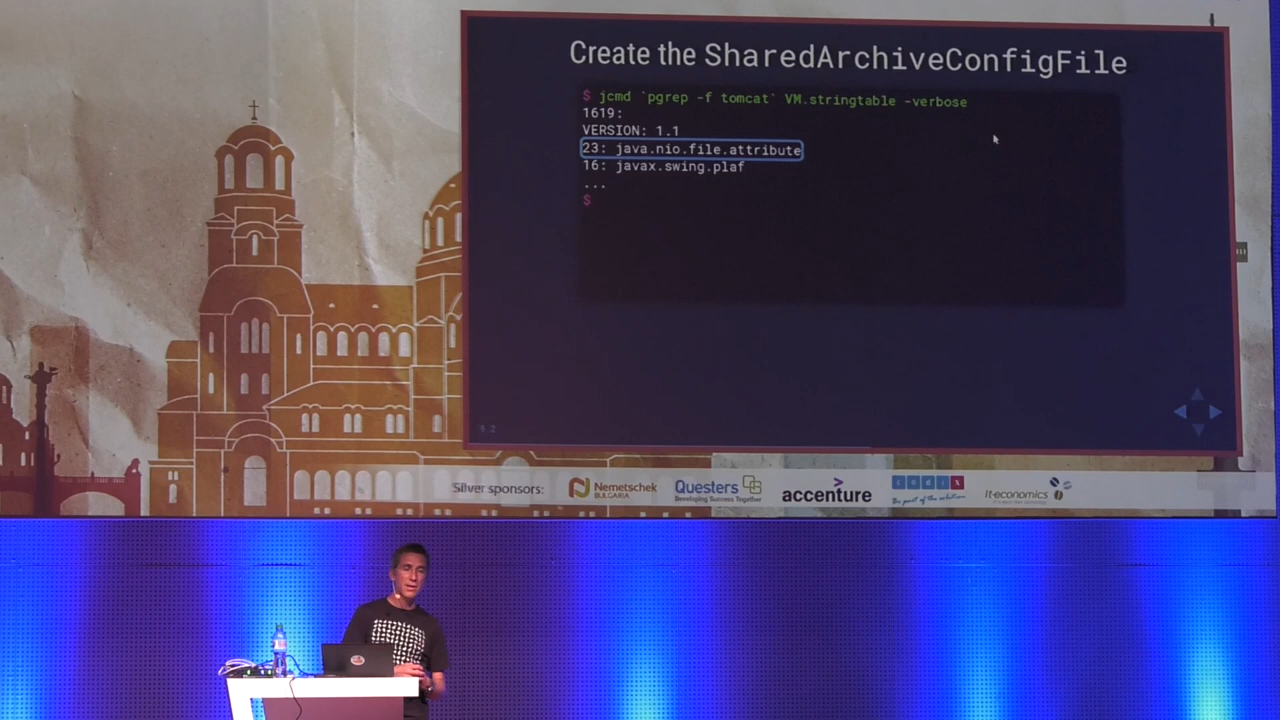 Create the SharedArchiveConfigFile
$ jcmd `pgrep -f tomcat` VM.stringtable -verbose
1619:
VERSION: 1.1
23: java.nio.file.attribute
16: javax.swing.plaf
...
$
9.2
Silver sponsors:
Nemetschek
BULGARIA
Questers
Developing Success Together
accenture
be part of the solution
It-economics